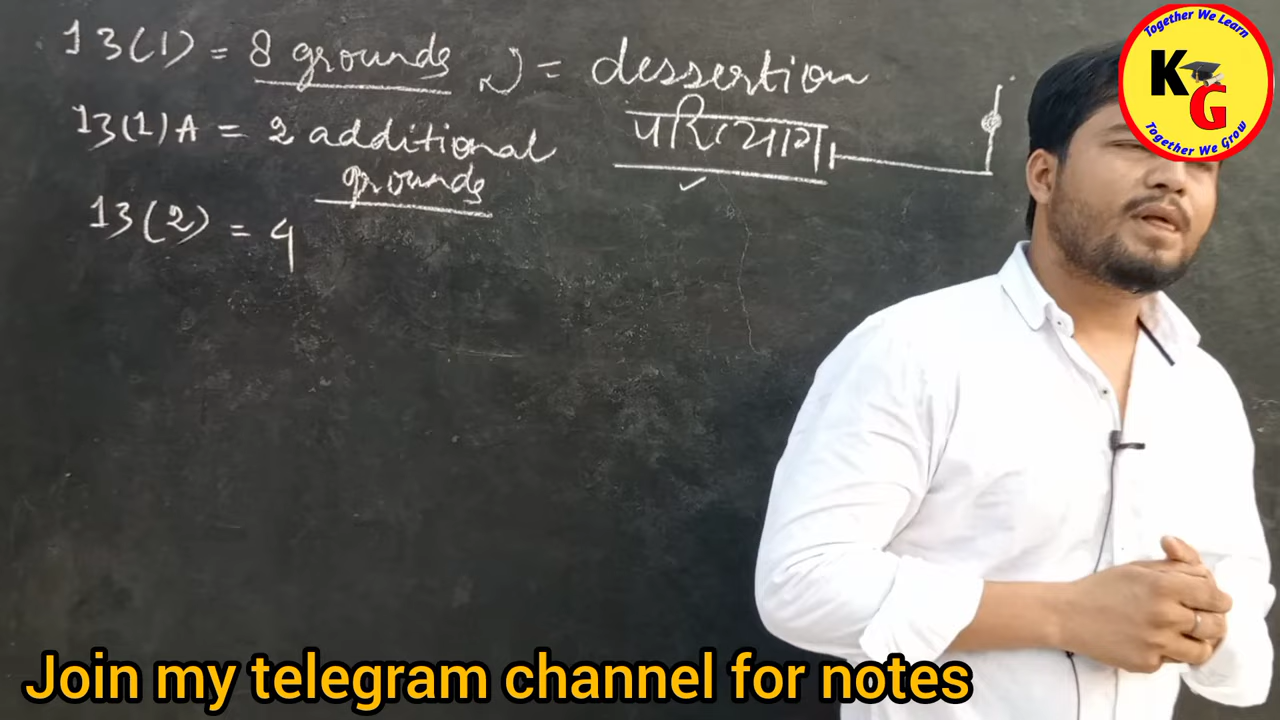 13(1) = 8 grounds
13(1)A = 2 additional
grounds
13(2) = 4
= dessertion
परित्याग
Together We Learn
KG
Together We Grow
Join my telegram channel for notes